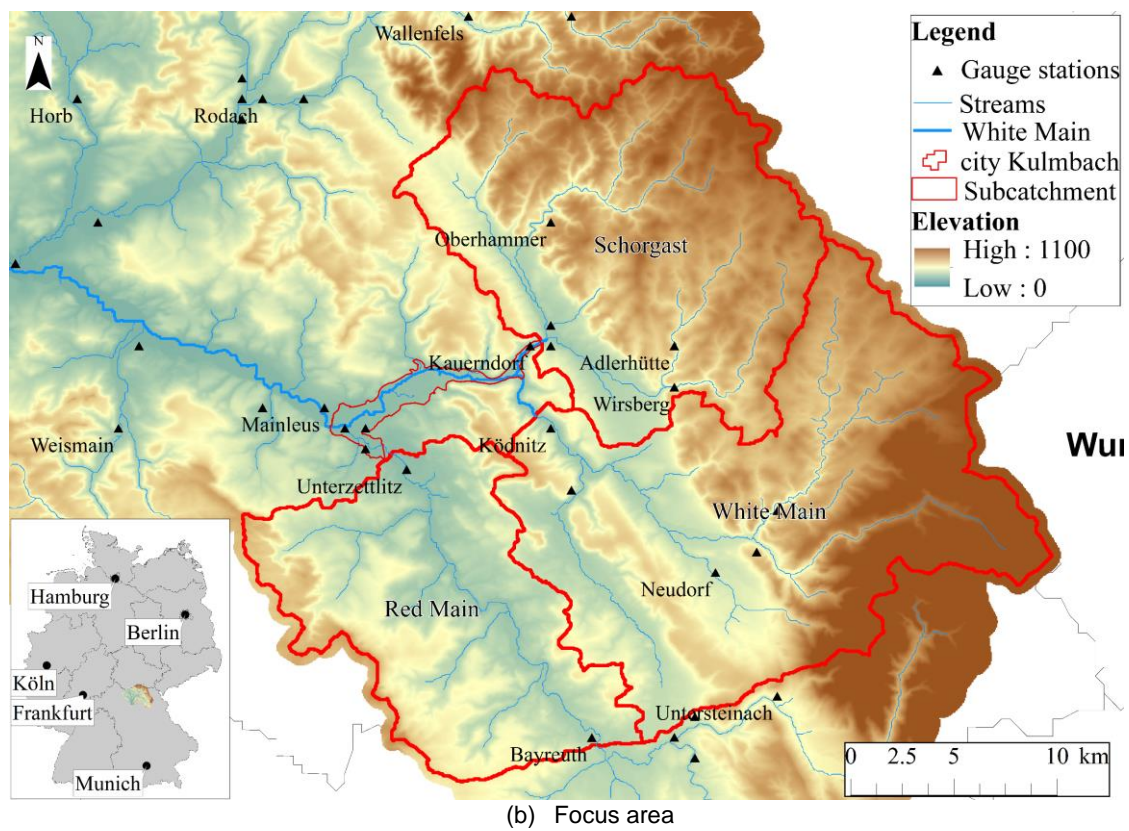 N
Wallenfels
Horb
Rodach
Oberhammer
Schorgast
Kauerndorf
Adlerhütte
Wirsberg
Mainleus
Weismain
Ködnitz
Unterzettlitz
Wur
White Main
Neudorf
Red Main
Untersteinach
Bayreuth
Legend
Gauge stations
Streams
White Main
city Kulmbach
Subcatchment
Elevation
High : 1100
Low : 0
Hamburg
Berlin
Köln
Frankfurt
Munich
0 2.5 5 10 km
(b) Focus area